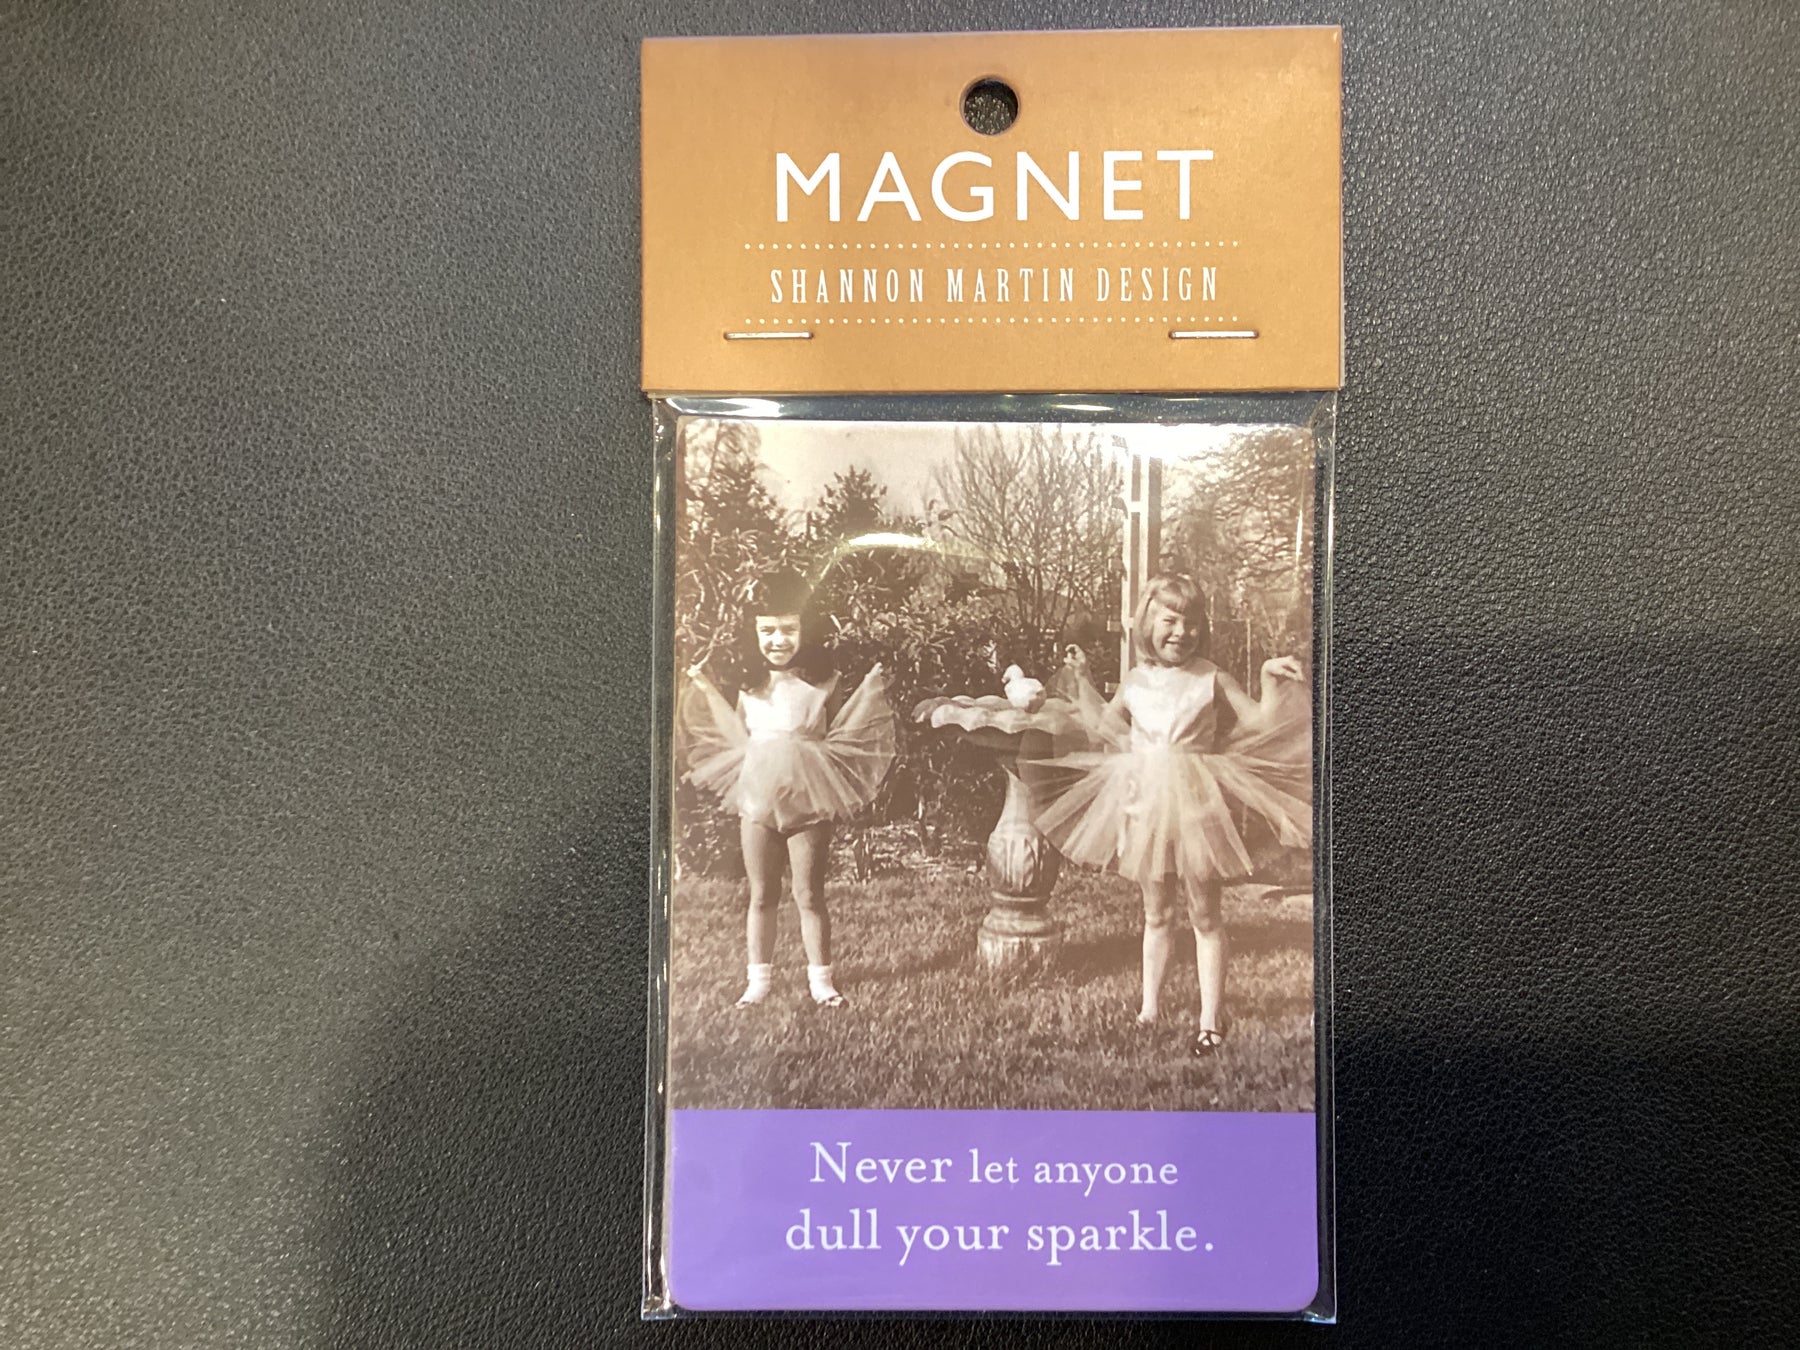 MAGNET
SHANNON MARTIN DESIGN
Never let anyone
dull your sparkle.